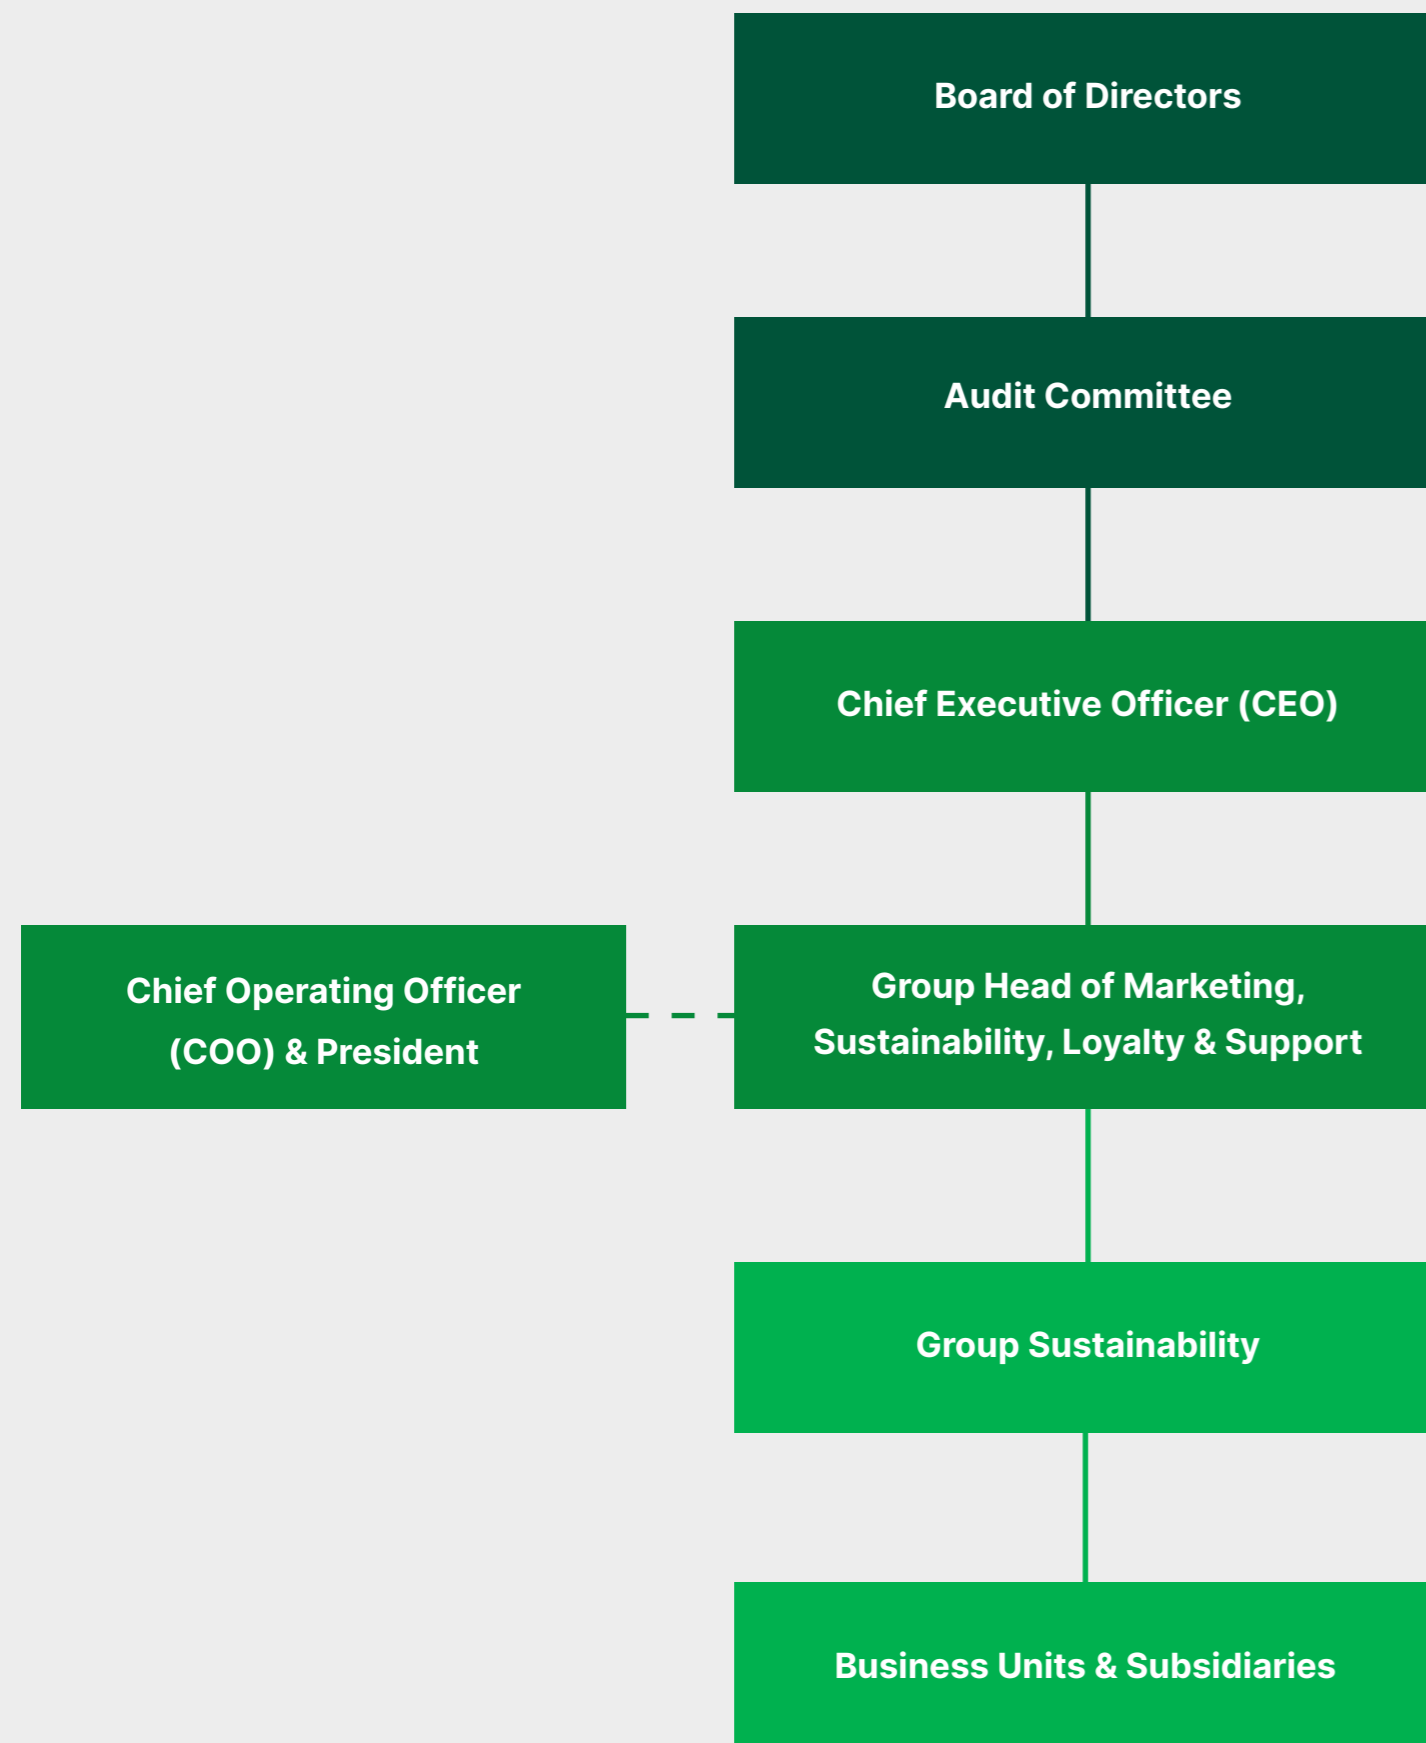 Board of Directors
Audit Committee
Chief Executive Officer (CEO)
Chief Operating Officer
(COO) & President
Group Head of Marketing,
Sustainability, Loyalty & Support
Group Sustainability
Business Units & Subsidiaries